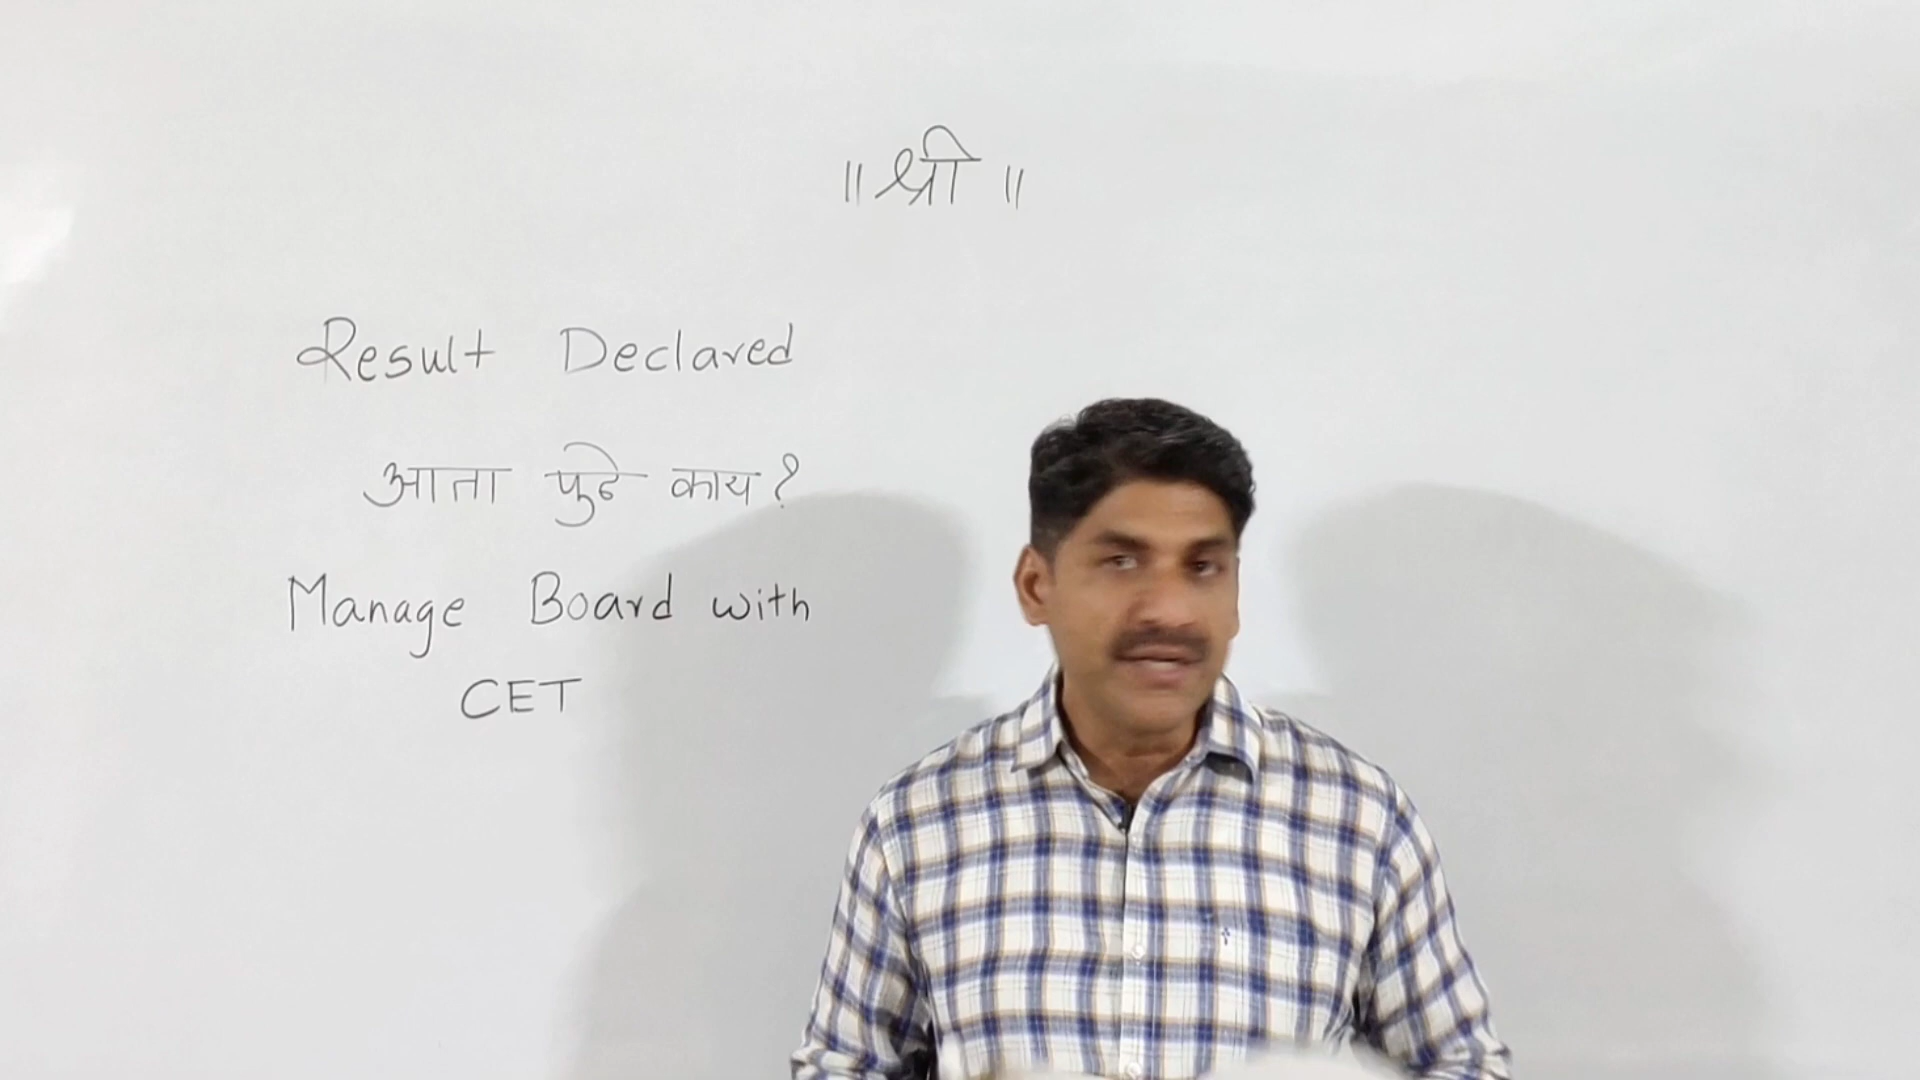 ॥ श्री ॥
Result Declared
आता पुढे काय?
Manage Board with
CET